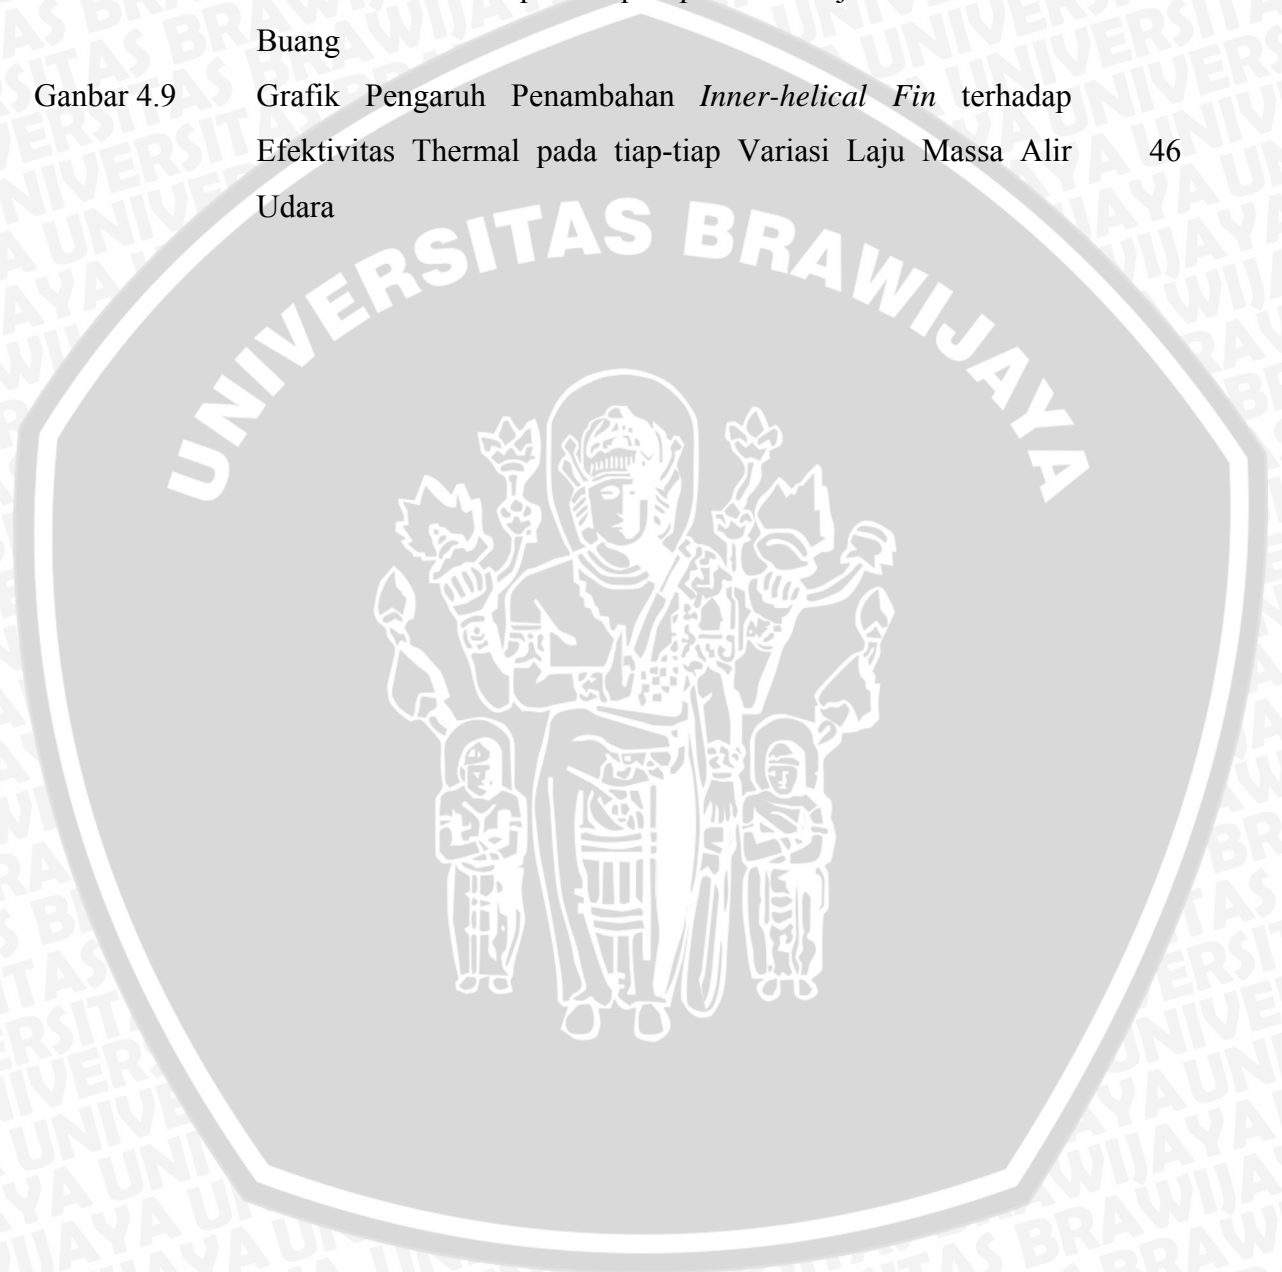 Buang
Ganbar 4.9 Grafik Pengaruh Penambahan Inner-helical Fin terhadap
Efektivitas Thermal pada tiap-tiap Variasi Laju Massa Alir 46
Udara
UNIVERSITAS BRAWIJAYA